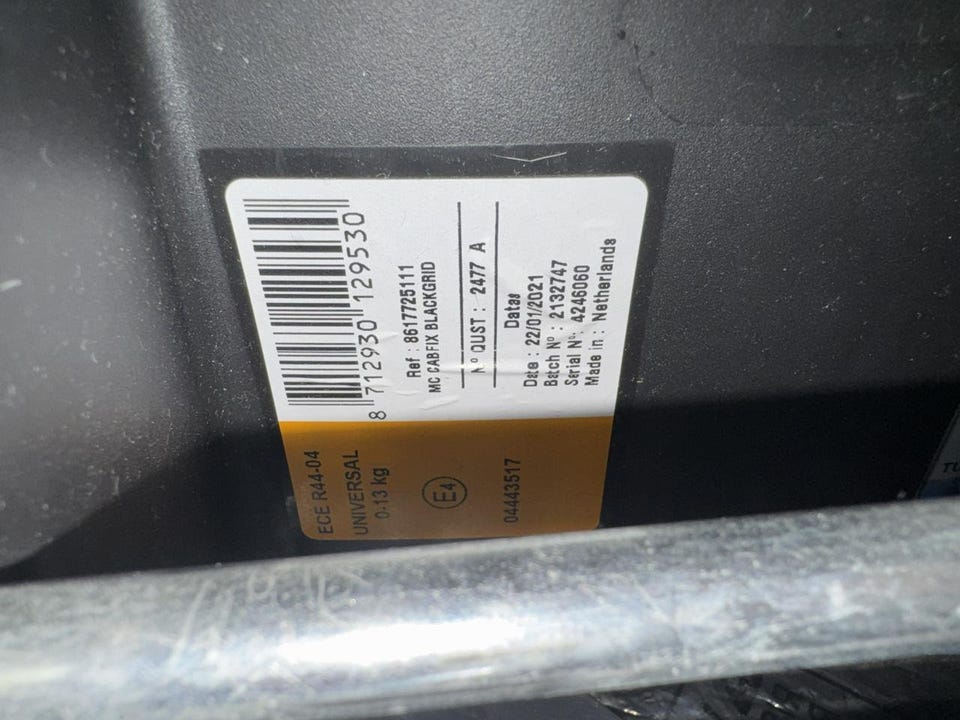 8 712930 129530
Ref : 8617725111
MC CABFIX BLACKGRID
N° QUST : 2477 A
Datas
Date : 22/01/2021
Batch N° : 2132747
Serial N° : 4246060
Made in : Netherlands
ECE R44-04
UNIVERSAL
0-13 kg
E4
04443517